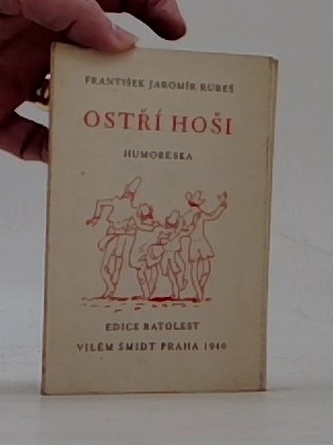 FRANTIŠEK JAROMÍR RUBEŠ
OSTŘÍ HOŠI
HUMORESKA
EDICE RATOLEST
VILÉM ŠMIDT PRAHA 1940